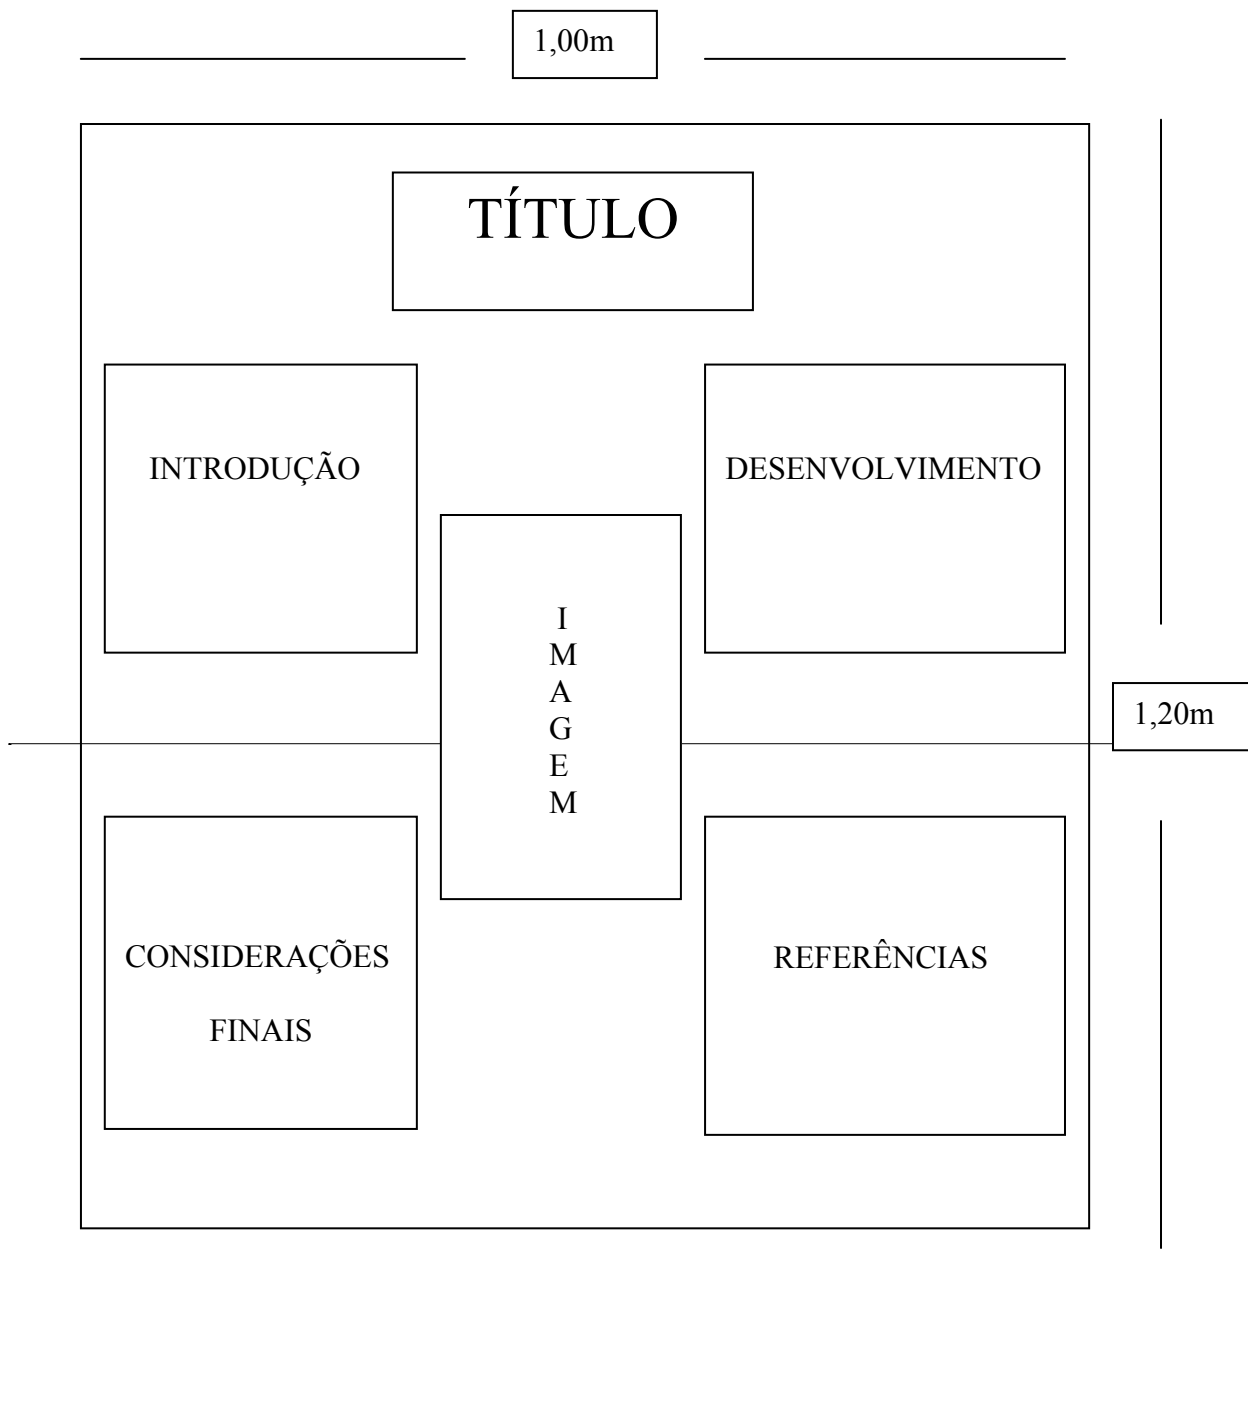 1,00m
TÍTULO
INTRODUÇÃO
DESENVOLVIMENTO
I
M
A
G
E
M
1,20m
CONSIDERAÇÕES
FINAIS
REFERÊNCIAS